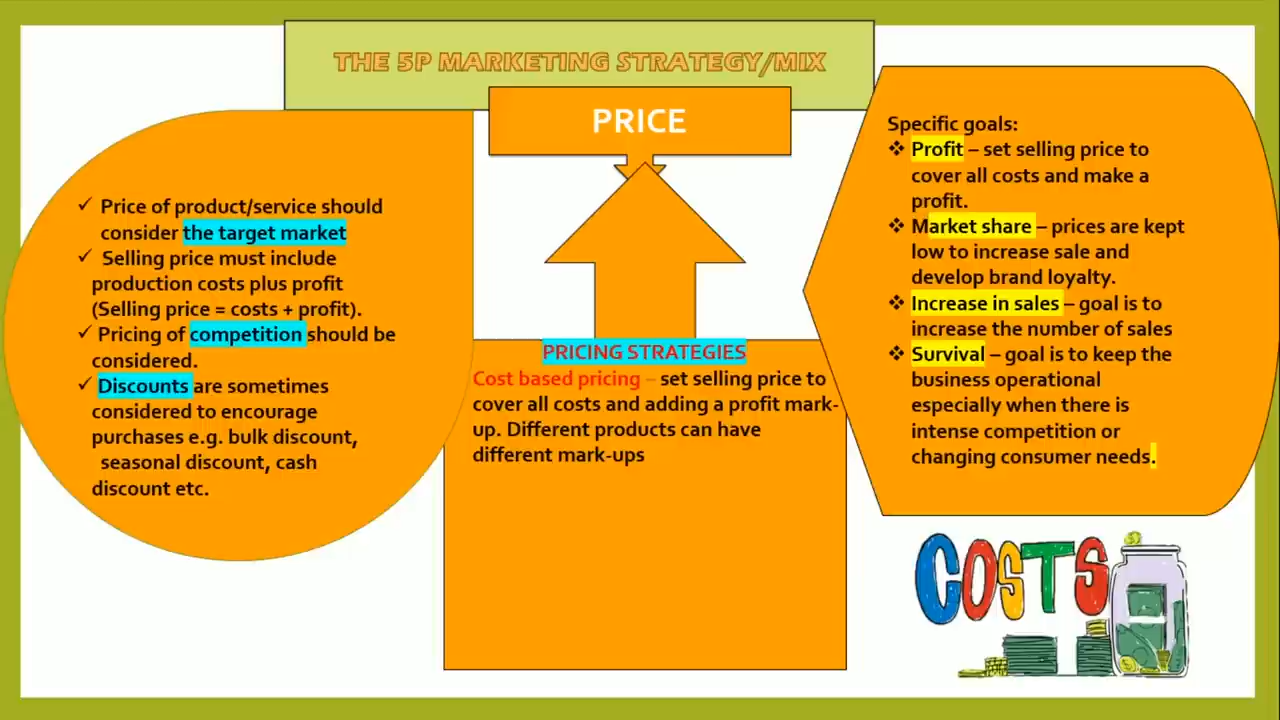 THE 5P MARKETING STRATEGY/MIX
PRICE
✓ Price of product/service should
consider the target market
✓ Selling price must include
production costs plus profit
(Selling price = costs + profit).
✓ Pricing of competition should be
considered.
✓ Discounts are sometimes
considered to encourage
purchases e.g. bulk discount,
seasonal discount, cash
discount etc.
PRICING STRATEGIES
Cost based pricing – set selling price to
cover all costs and adding a profit mark-
up. Different products can have
different mark-ups
Specific goals:
❖ Profit – set selling price to
cover all costs and make a
profit.
❖ Market share – prices are kept
low to increase sale and
develop brand loyalty.
❖ Increase in sales – goal is to
increase the number of sales
❖ Survival – goal is to keep the
business operational
especially when there is
intense competition or
changing consumer needs.
COSTS